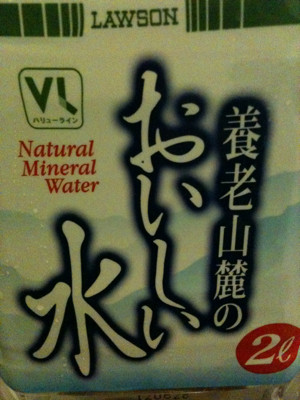 LAWSON
VL
バリューライン
Natural
Mineral
Water
養老山麓の
おいしい
水
2ℓ